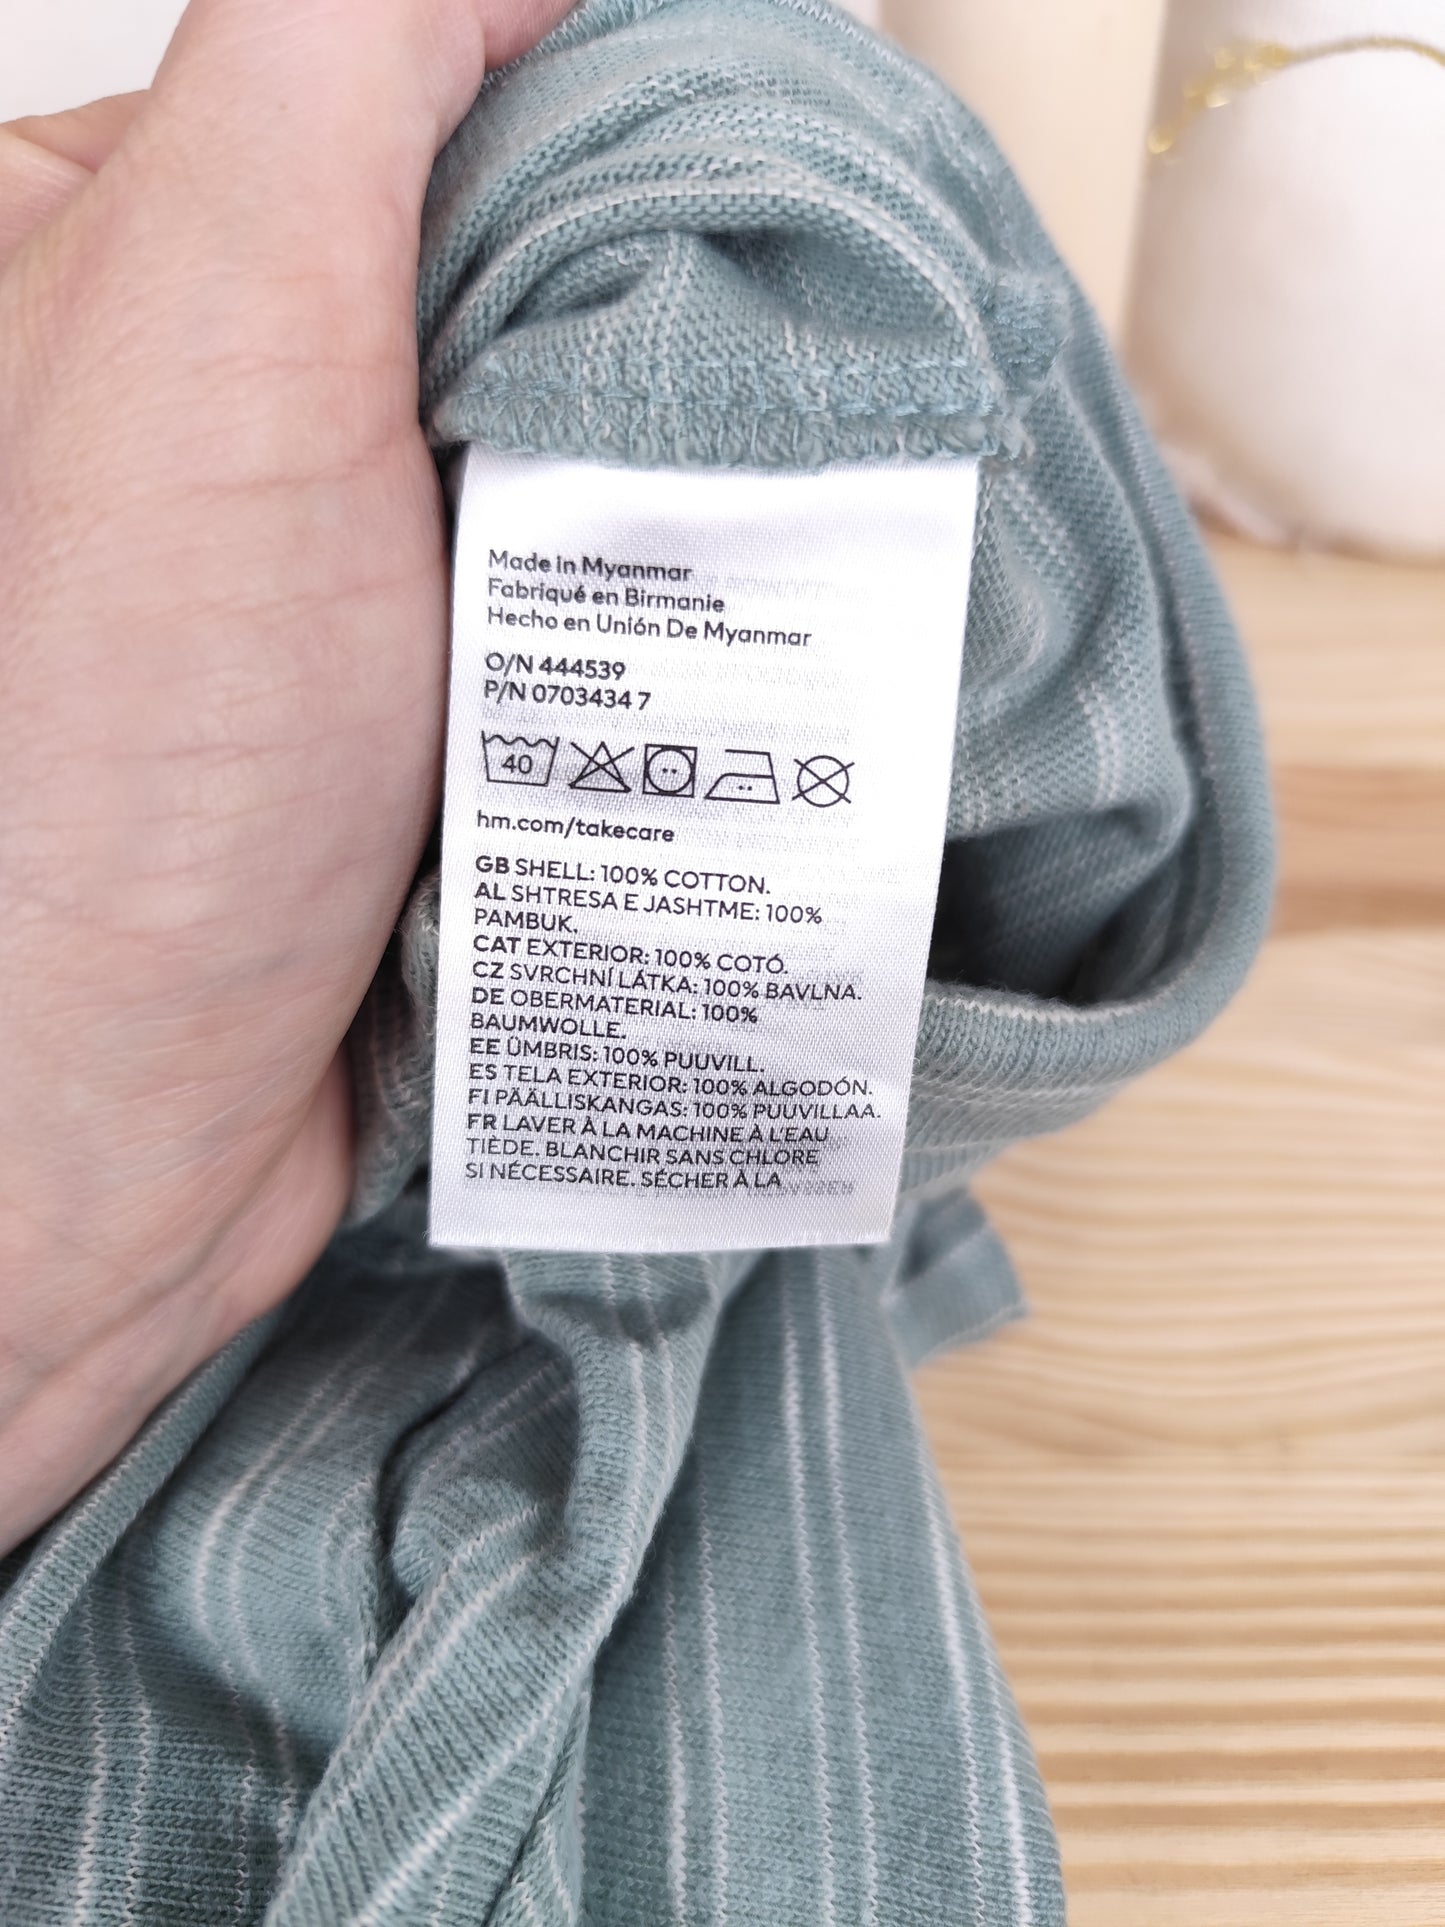 Made in Myanmar
Fabriqué en Birmanie
Hecho en Unión De Myanmar
O/N 444539
P/N 0703434 7
40
hm.com/takecare
GB SHELL: 100% COTTON.
AL SHTRESA E JASHTME: 100%
PAMBUK.
CAT EXTERIOR: 100% COTÓ.
CZ SVRCHNÍ LÁTKA: 100% BAVLNA.
DE OBERMATERIAL: 100%
BAUMWOLLE.
EE ÜMBRIS: 100% PUUVILL.
ES TELA EXTERIOR: 100% ALGODÓN.
FI PÄÄLLISKANGAS: 100% PUUVILLAA.
FR LAVER À LA MACHINE À L'EAU
TIÈDE. BLANCHIR SANS CHLORE
SI NÉCESSAIRE. SÉCHER À LA